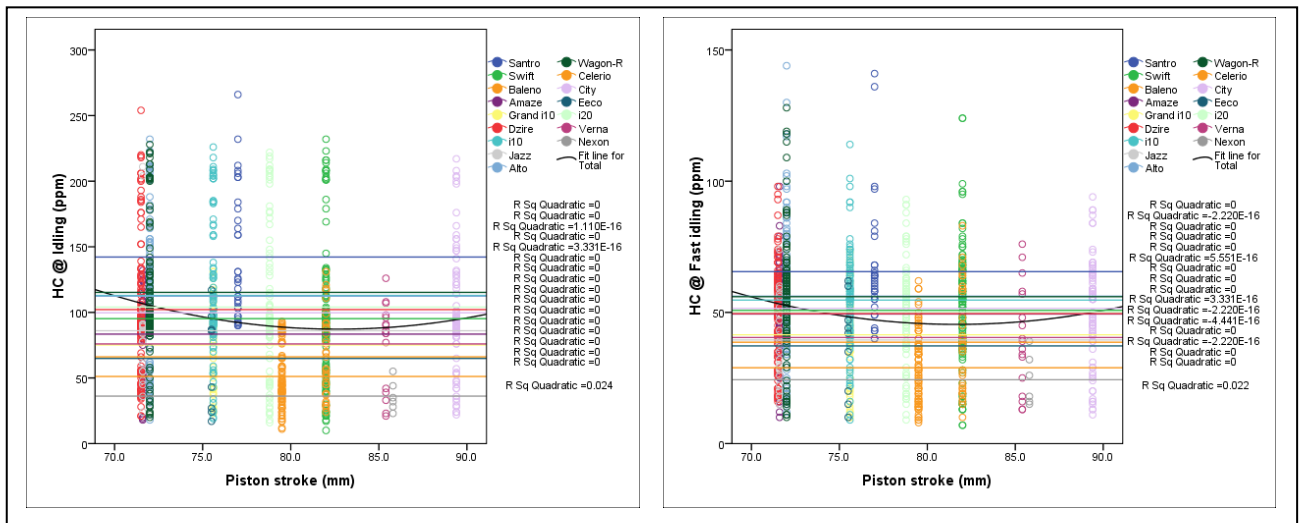 300
250
200
150
100
50
0
HC @ Idling (ppm)
70.0 75.0 80.0 85.0 90.0
Piston stroke (mm)
Santro Wagon-R
Swift Celerio
Baleno City
Amaze Eeco
Grand i10 i20
Dzire Verna
i10 Nexon
Jazz Fit line for
Alto Total
R Sq Quadratic =0
R Sq Quadratic =0
R Sq Quadratic =1.110E-16
R Sq Quadratic =0
R Sq Quadratic =3.331E-16
R Sq Quadratic =0
R Sq Quadratic =0
R Sq Quadratic =0
R Sq Quadratic =0
R Sq Quadratic =0
R Sq Quadratic =0
R Sq Quadratic =0
R Sq Quadratic =0
R Sq Quadratic =0
R Sq Quadratic =0
R Sq Quadratic =0
R Sq Quadratic =0.024
150
100
50
0
HC @ Fast idling (ppm)
70.0 75.0 80.0 85.0 90.0
Piston stroke (mm)
Santro Wagon-R
Swift Celerio
Baleno City
Amaze Eeco
Grand i10 i20
Dzire Verna
i10 Nexon
Jazz Fit line for
Alto Total
R Sq Quadratic =0
R Sq Quadratic =-2.220E-16
R Sq Quadratic =0
R Sq Quadratic =0
R Sq Quadratic =0
R Sq Quadratic =5.551E-16
R Sq Quadratic =0
R Sq Quadratic =0
R Sq Quadratic =0
R Sq Quadratic =3.331E-16
R Sq Quadratic =-2.220E-16
R Sq Quadratic =-4.441E-16
R Sq Quadratic =0
R Sq Quadratic =-2.220E-16
R Sq Quadratic =0
R Sq Quadratic =0
R Sq Quadratic =0.022